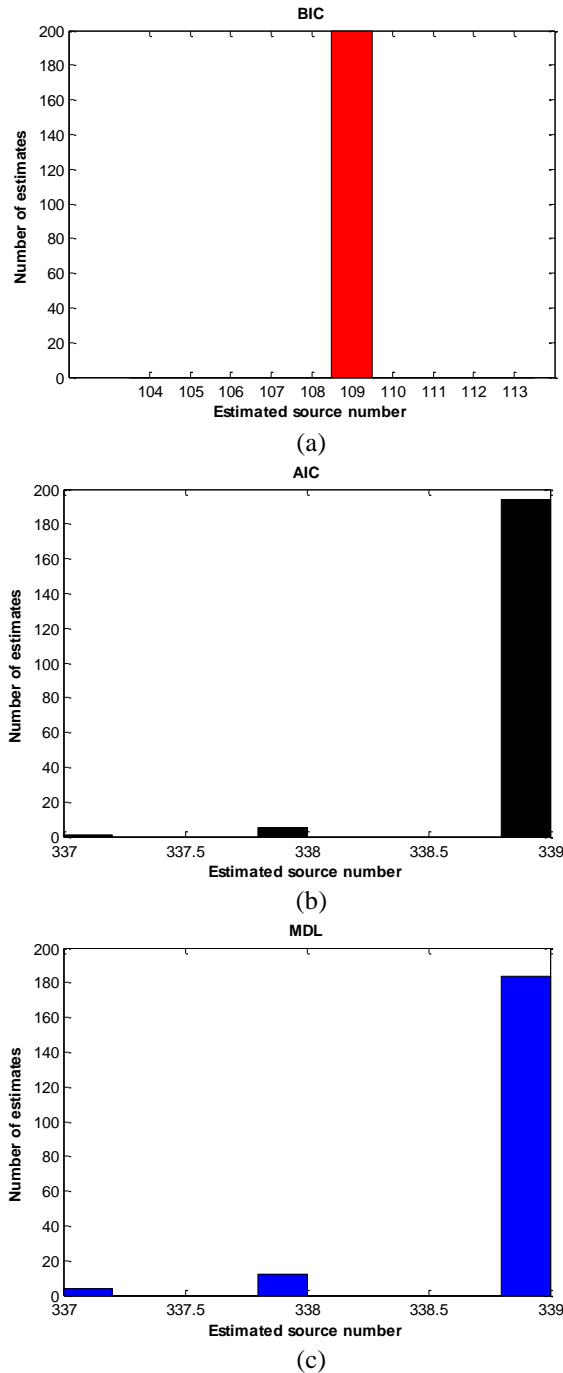 BIC
200
180
160
140
120
100
80
60
40
20
0
Number of estimates
104 105 106 107 108 109 110 111 112 113
Estimated source number
(a)
AIC
200
180
160
140
120
100
80
60
40
20
0
Number of estimates
337 337.5 338 338.5 339
Estimated source number
(b)
MDL
200
180
160
140
120
100
80
60
40
20
0
Number of estimates
337 337.5 338 338.5 339
Estimated source number
(c)